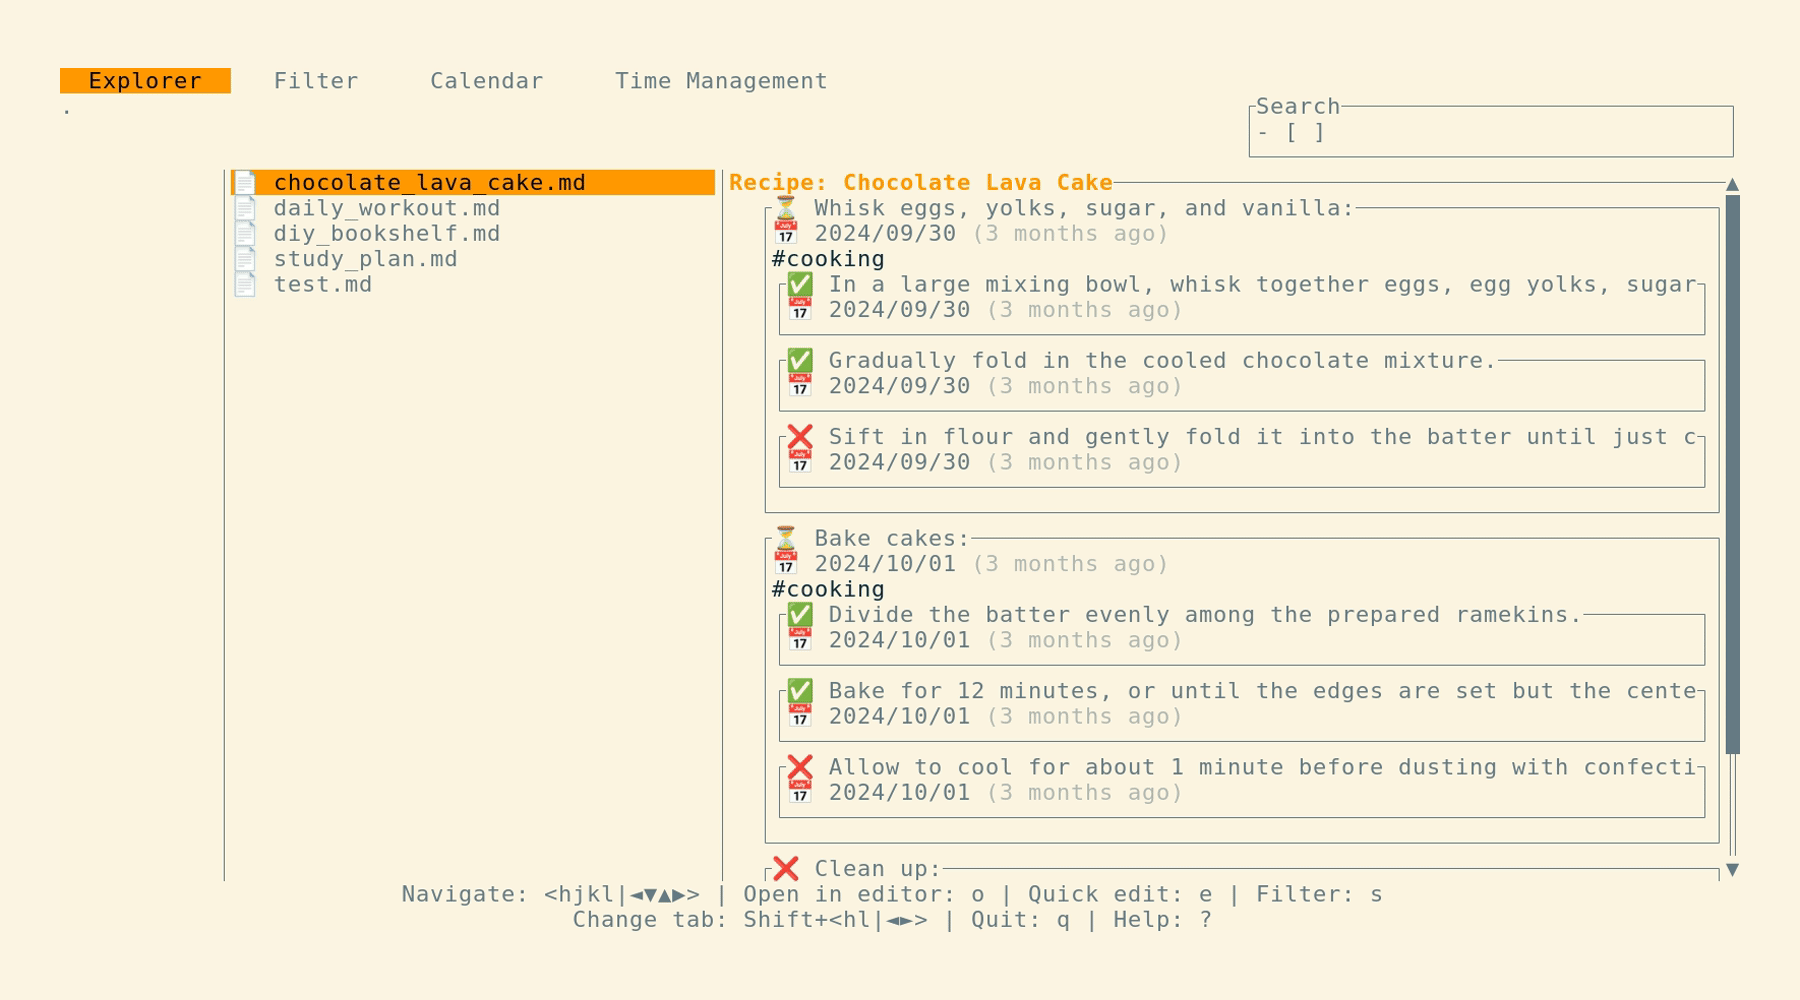 Explorer Filter Calendar Time Management
.
Search
- [ ]
📄 chocolate_lava_cake.md
📄 daily_workout.md
📄 diy_bookshelf.md
📄 study_plan.md
📄 test.md
Recipe: Chocolate Lava Cake ▲
⏳ Whisk eggs, yolks, sugar, and vanilla:
📅 2024/09/30 (3 months ago)
#cooking
✅ In a large mixing bowl, whisk together eggs, egg yolks, sugar
📅 2024/09/30 (3 months ago)
✅ Gradually fold in the cooled chocolate mixture.
📅 2024/09/30 (3 months ago)
❌ Sift in flour and gently fold it into the batter until just c
📅 2024/09/30 (3 months ago)
⏳ Bake cakes:
📅 2024/10/01 (3 months ago)
#cooking
✅ Divide the batter evenly among the prepared ramekins.
📅 2024/10/01 (3 months ago)
✅ Bake for 12 minutes, or until the edges are set but the cente
📅 2024/10/01 (3 months ago)
❌ Allow to cool for about 1 minute before dusting with confecti
📅 2024/10/01 (3 months ago)
❌ Clean up: ▼
Navigate: <hjkl|◄▼▲►> | Open in editor: o | Quick edit: e | Filter: s
Change tab: Shift+<hl|◄►> | Quit: q | Help: ?